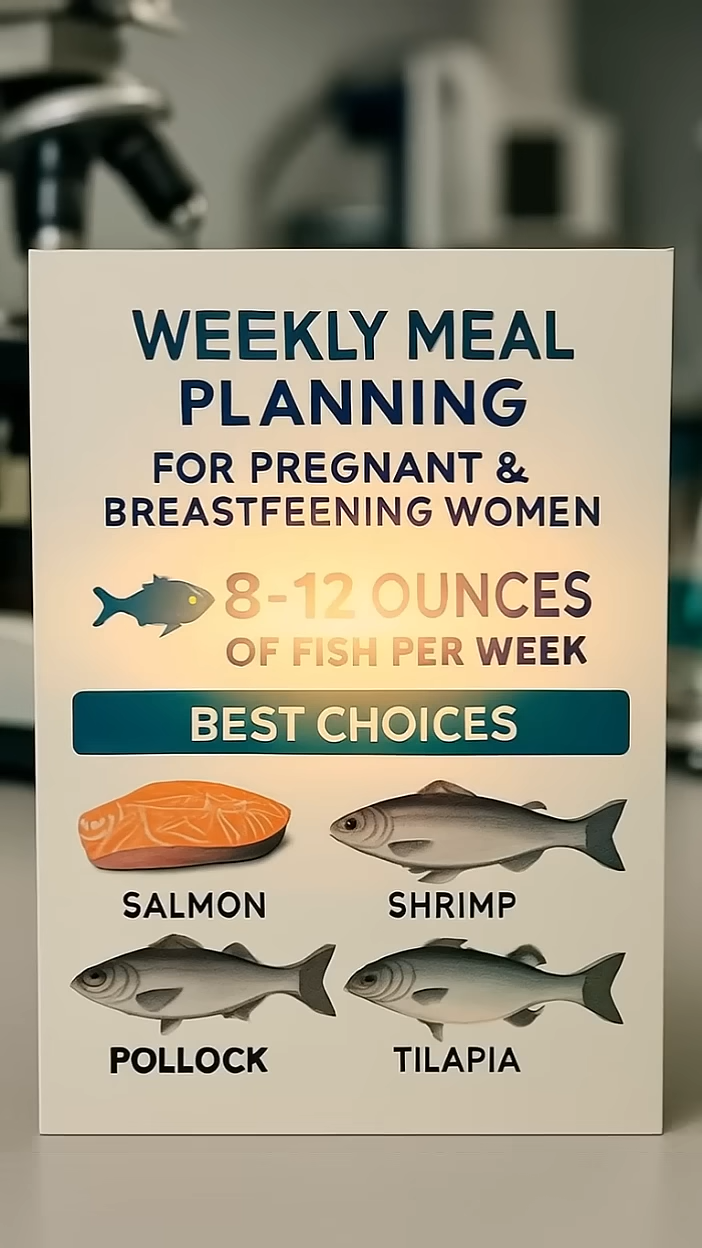 WEEKLY MEAL
PLANNING
FOR PREGNANT &
BREASTFEENING WOMEN
8-12 OUNCES
OF FISH PER WEEK
BEST CHOICES
SALMON
SHRIMP
POLLOCK
TILAPIA